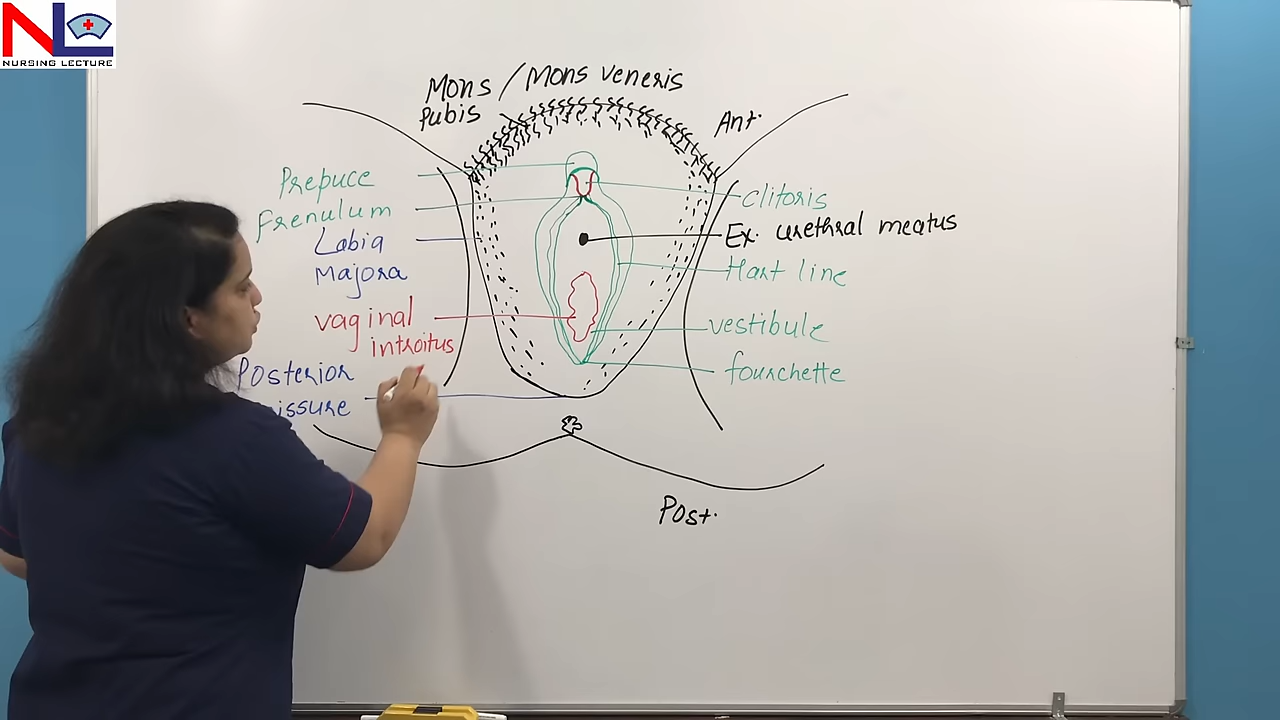 NL
NURSING LECTURE
Mons / Mons veneris
Pubis
Ant.
Prepuce
Frenulum
Labia
Majora
vaginal
introitus
Posterior
clitoris
Ex. urethral meatus
Hart line
vestibule
fourchette
Post.